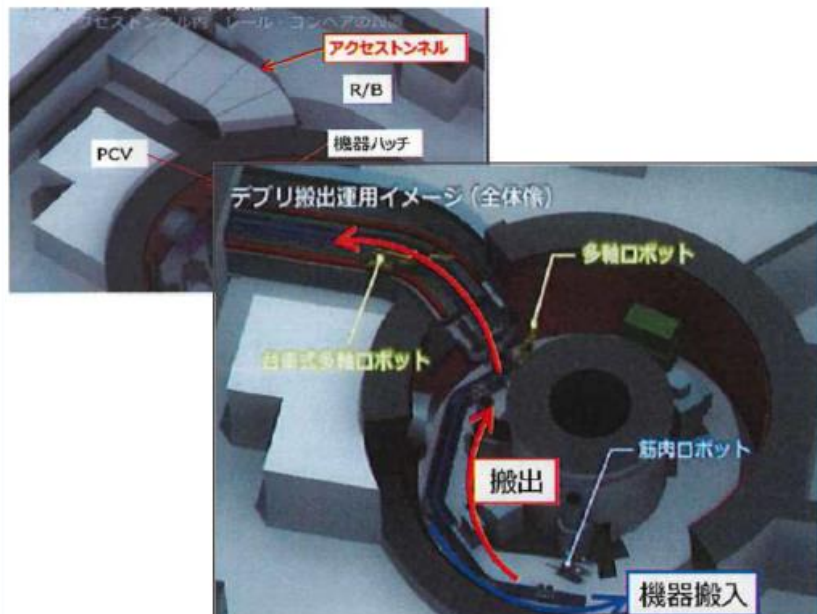 アクセストンネル
R/B
機器ハッチ
PCV
デブリ搬出運用イメージ（全体像）
多軸ロボット
台車式多軸ロボット
筋肉ロボット
搬出
機器搬入